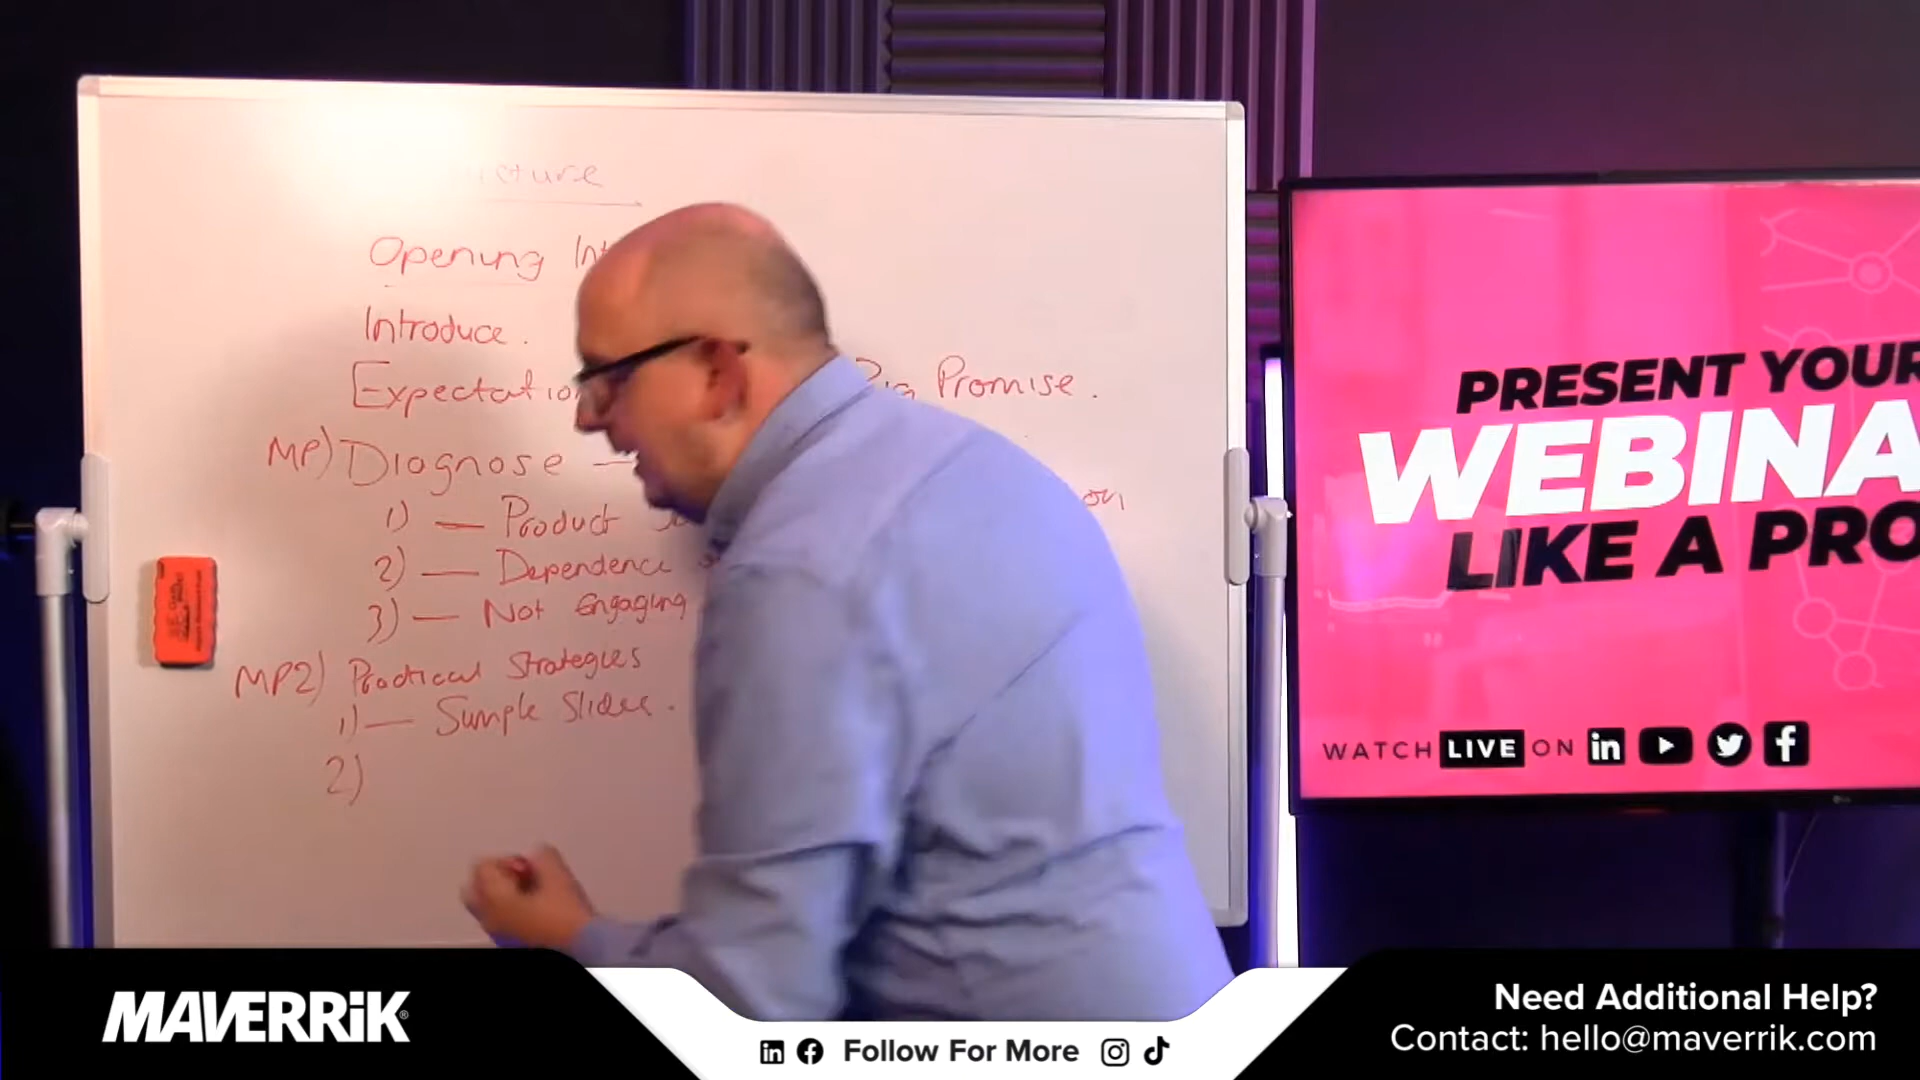 Opening
Introduce.
Expectation Promise.
MP) Diagnose —
1) — Product
2) — Dependence
3) — Not Engaging
MP2) Practical Strategies
1) — Simple Slides.
2)
PRESENT YOUR
WEBINA
LIKE A PRO
WATCH LIVE ON
MAVERRiK®
Follow For More
Need Additional Help?
Contact: hello@maverrik.com